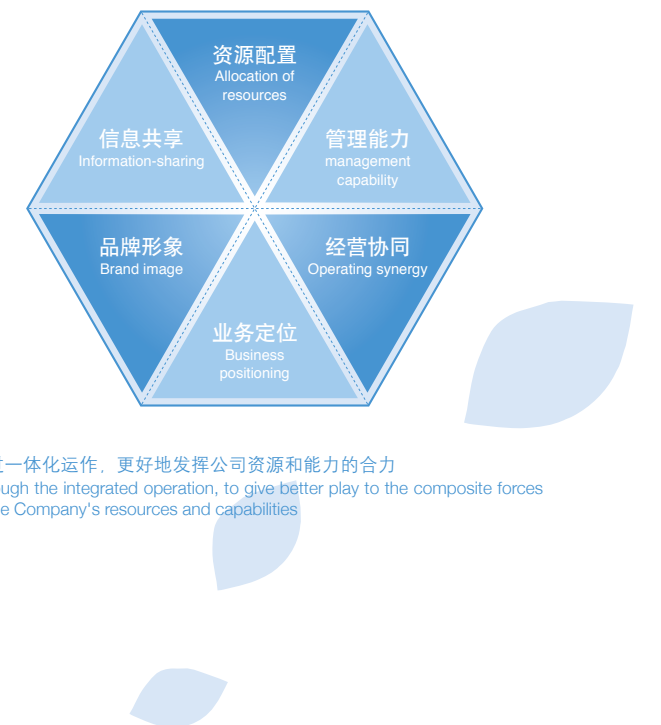 资源配置
Allocation of
resources
信息共享
Information-sharing
管理能力
management
capability
品牌形象
Brand image
经营协同
Operating synergy
业务定位
Business
positioning
一体化运作，更好地发挥公司资源和能力的合力
ugh the integrated operation, to give better play to the composite forces
e Company's resources and capabilities